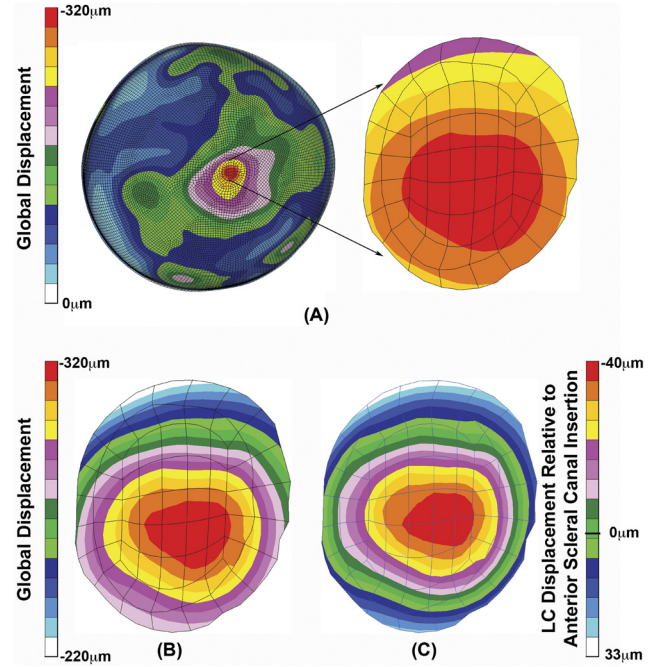 -320µm
Global Displacement
0µm
(A)
-320µm
Global Displacement
-220µm
(B)
(C)
-40µm
LC Displacement Relative to
Anterior Scleral Canal Insertion
0µm
33µm